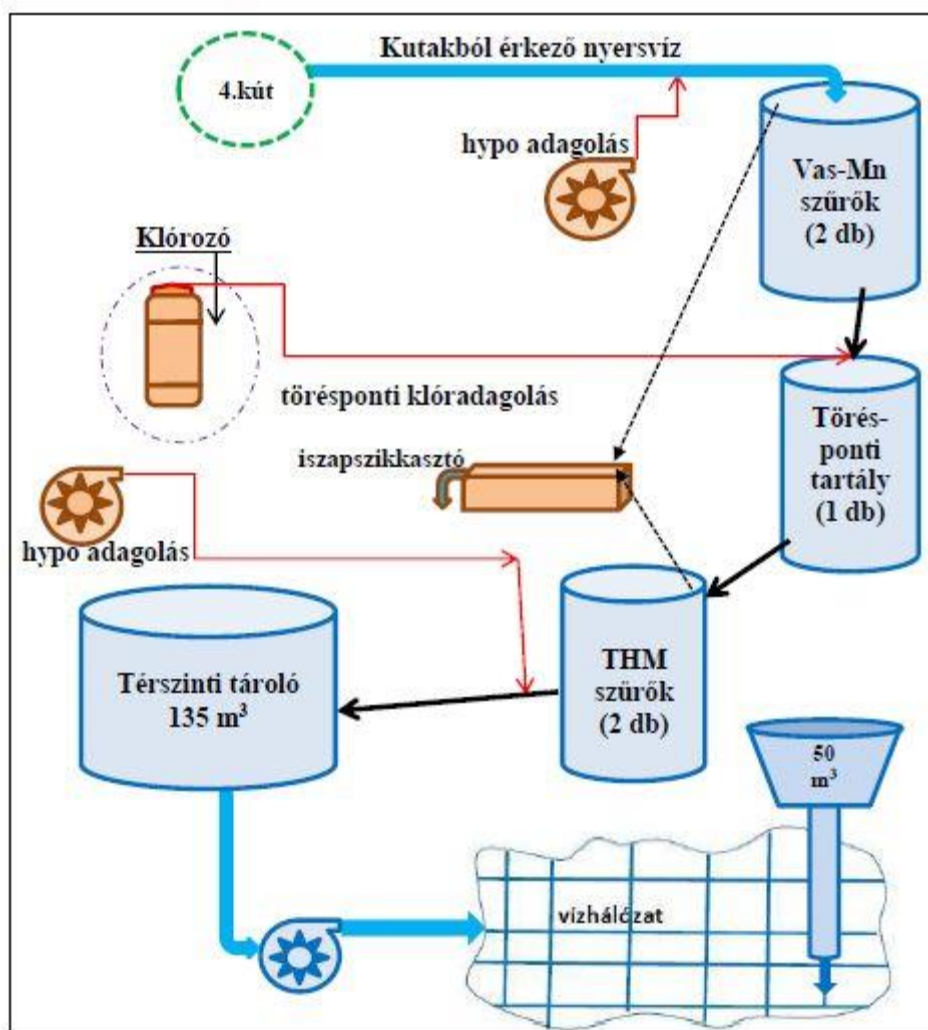 Kutakból érkező nyersvíz
4.kút
hypo adagolás
Vas-Mn
szűrők
(2 db)
Klórozó
törésponti klóradagolás
Törés-
ponti
tartály
(1 db)
iszapszikkasztó
hypo adagolás
THM
szűrők
(2 db)
Térszinti tároló
135 m³
50
m³
vízhálózat